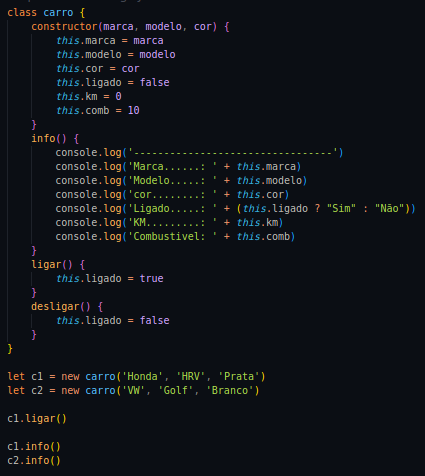 class carro {
    constructor(marca, modelo, cor) {
        this.marca = marca
        this.modelo = modelo
        this.cor = cor
        this.ligado = false
        this.km = 0
        this.comb = 10
    }
    info() {
        console.log('---------------------------------')
        console.log('Marca......: ' + this.marca)
        console.log('Modelo.....: ' + this.modelo)
        console.log('cor........: ' + this.cor)
        console.log('Ligado.....: ' + (this.ligado ? "Sim" : "Não"))
        console.log('KM.........: ' + this.km)
        console.log('Combustivel: ' + this.comb)
    }
    ligar() {
        this.ligado = true
    }
    desligar() {
        this.ligado = false
    }
}
let c1 = new carro('Honda', 'HRV', 'Prata')
let c2 = new carro('VW', 'Golf', 'Branco')
c1.ligar()
c1.info()
c2.info()